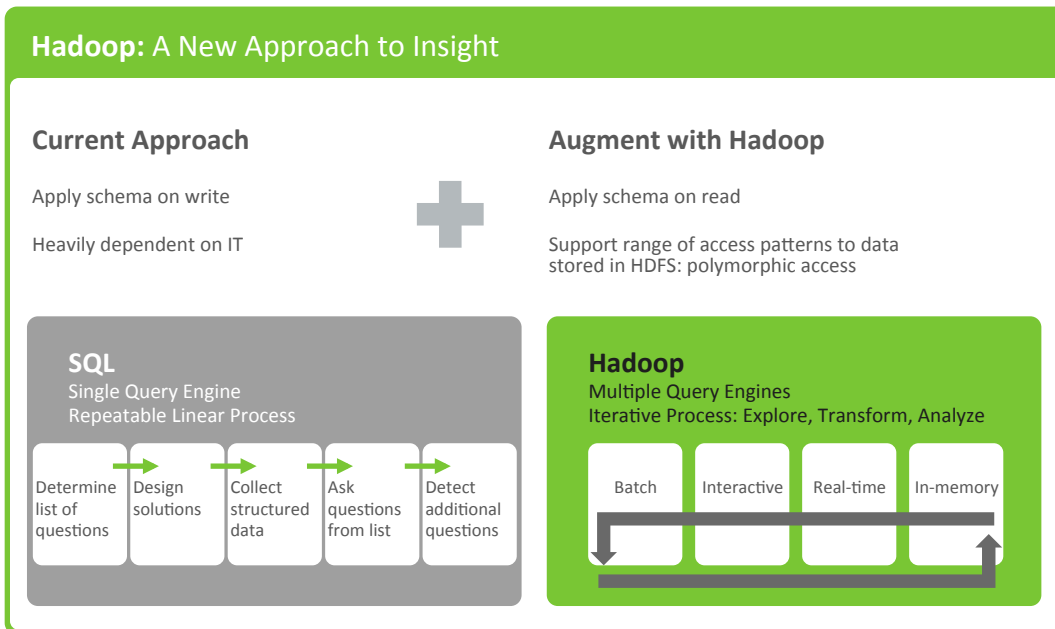 Hadoop: A New Approach to Insight
Current Approach
Apply schema on write
Heavily dependent on IT
Augment with Hadoop
Apply schema on read
Support range of access patterns to data
stored in HDFS: polymorphic access
SQL
Single Query Engine
Repeatable Linear Process
Determine
list of
questions
Design
solutions
Collect
structured
data
Ask
questions
from list
Detect
additional
questions
Hadoop
Multiple Query Engines
Iterative Process: Explore, Transform, Analyze
Batch
Interactive
Real-time
In-memory